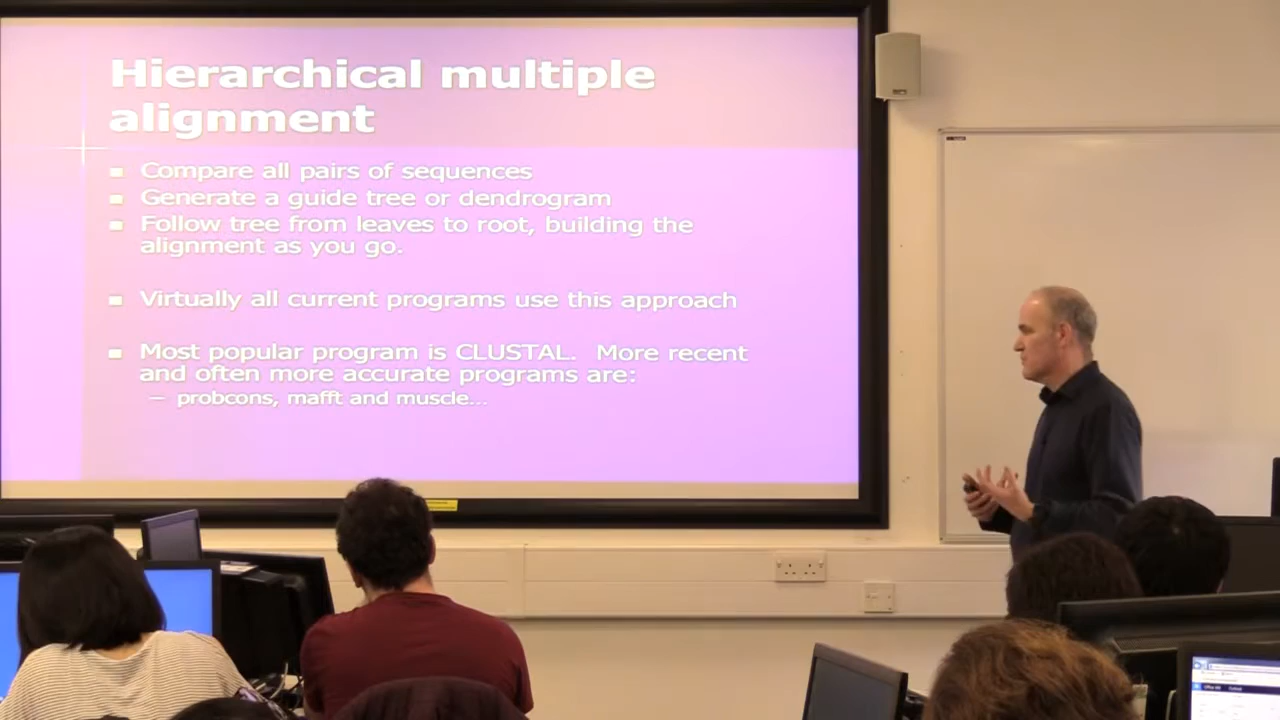 Hierarchical multiple
alignment
Compare all pairs of sequences
Generate a guide tree or dendrogram
Follow tree from leaves to root, building the
alignment as you go.
Virtually all current programs use this approach
Most popular program is CLUSTAL. More recent
and often more accurate programs are:
– probcons, mafft and muscle...